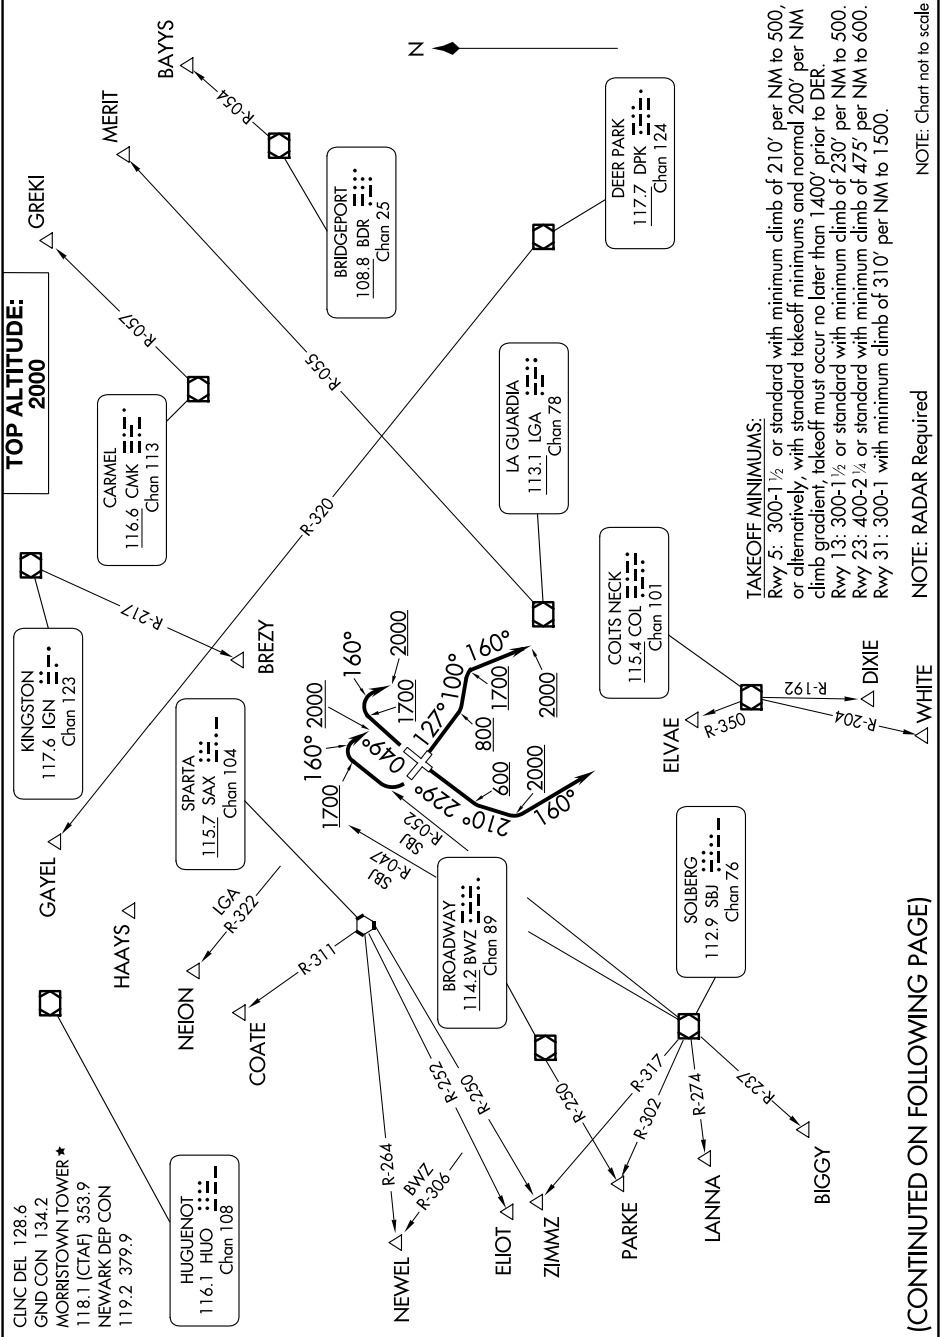 CLNC DEL 128.6
GND CON 134.2
MORRISTOWN TOWER★
118.1 (CTAF) 353.9
NEWARK DEP CON
119.2 379.9
TOP ALTITUDE:
2000
HUGUENOT
116.1 HUO
Chan 108
KINGSTON
117.6 IGN
Chan 123
CARMEL
116.6 CMK
Chan 113
BRIDGEPORT
108.8 BDR
Chan 25
SPARTA
115.7 SAX
Chan 104
LA GUARDIA
113.1 LGA
Chan 78
DEER PARK
117.7 DPK
Chan 124
BROADWAY
114.2 BWZ
Chan 89
COLTS NECK
115.4 COL
Chan 101
SOLBERG
112.9 SBJ
Chan 76
GAYEL
HAAYS
NEION
COATE
NEWEL
ELIOT
ZIMMZ
PARKE
LANNA
BIGGY
BREZY
GREKI
MERIT
BAYYS
ELVAE
DIXIE
WHITE
N
R-217
R-057
R-054
R-055
R-320
LGA
R-322
R-311
R-264
BWZ
R-306
R-252
R-250
R-250
R-317
R-302
R-274
R-237
SBJ
R-047
SBJ
R-052
R-350
R-192
R-204
160°
2000
1700
049°
160°
2000
1700
127°
800
100°
1700
160°
2000
229°
600
210°
2000
160°
TAKEOFF MINIMUMS:
Rwy 5: 300-1½ or standard with minimum climb of 210' per NM to 500,
or alternatively, with standard takeoff minimums and normal 200' per NM
climb gradient, takeoff must occur no later than 1400' prior to DER.
Rwy 13: 300-1½ or standard with minimum climb of 230' per NM to 500.
Rwy 23: 400-2¼ or standard with minimum climb of 475' per NM to 600.
Rwy 31: 300-1 with minimum climb of 310' per NM to 1500.
NOTE: RADAR Required
NOTE: Chart not to scale
(CONTINUTED ON FOLLOWING PAGE)